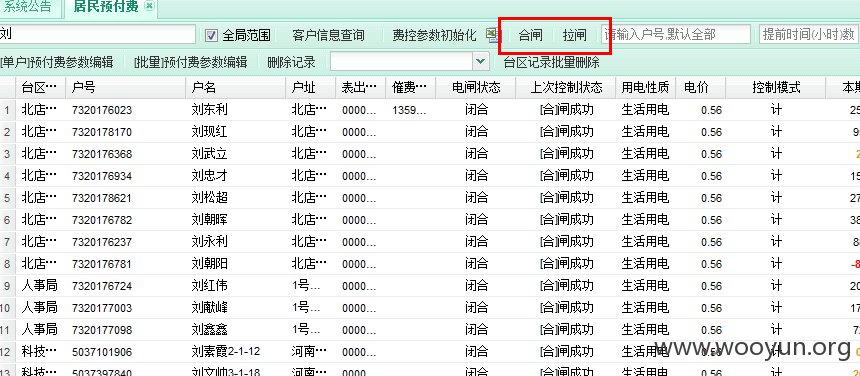 系统公告 居民预付费
刘 全局范围 客户信息查询 费控参数初始化 合闸 拉闸 请输入户号,默认全部 提前时间(小时)数
[单户]预付费参数编辑 [批量]预付费参数编辑 删除记录 台区记录批量删除
台区… 户号 户名 户址 表出… 催费… 电闸状态 上次控制状态 用电性质 电价 控制模式 本期
1 北店… 7320176023 刘东利 北店… 0000... 1359... 闭合 [合]闸成功 生活用电 0.56 计 25
2 北店… 7320178170 刘现红 北店… 0000... 闭合 [合]闸成功 生活用电 0.56 计 9
3 北店… 7320176368 刘武立 北店… 0000... 闭合 [合]闸成功 生活用电 0.56 计 2
4 北店… 7320176934 刘忠才 北店… 0000... 闭合 [合]闸成功 生活用电 0.56 计 15
5 北店… 7320178621 刘松超 北店… 0000... 闭合 [合]闸成功 生活用电 0.56 计 27
6 北店… 7320176782 刘朝晖 北店… 0000... 闭合 [合]闸成功 生活用电 0.56 计 37
7 北店… 7320176237 刘永利 北店… 0000... 闭合 [合]闸成功 生活用电 0.56 计 8
8 北店… 7320176781 刘朝阳 北店… 0000... 闭合 [合]闸成功 生活用电 0.56 计 -8
9 人事局 7320176724 刘红伟 1号... 0000... 闭合 [合]闸成功 生活用电 0.56 计 20
10 人事局 7320177003 刘献峰 1号... 0000... 闭合 [合]闸成功 生活用电 0.56 计 17
11 人事局 7320177098 刘鑫鑫 1号... 0000... 闭合 [合]闸成功 生活用电 0.56 计 7
12 科技… 5037101906 刘素霞2-1-12 河南… 0000... 闭合 [合]闸成功 生活用电 0.56 计
13 科技… 5037397840 刘文帅3-1-18 河南… 0000 闭合 [合]闸成功 生活用电 0.56 计
www.wooyun.org